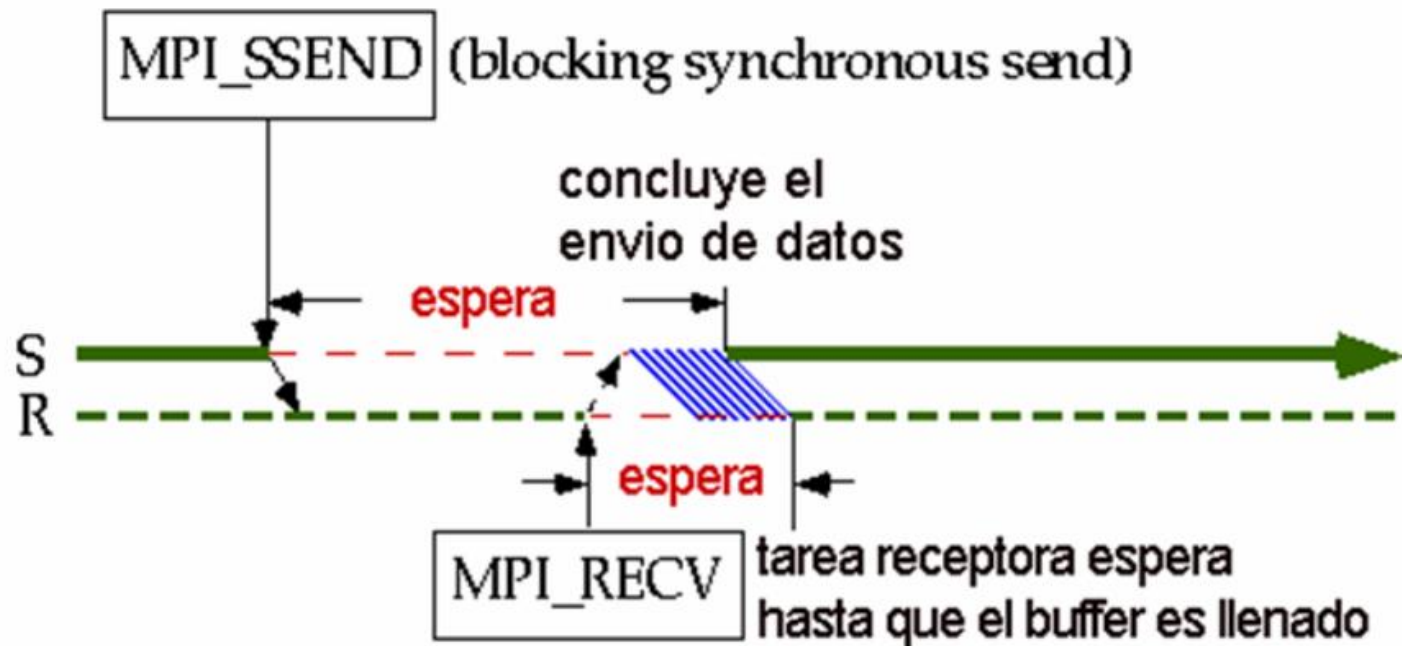 MPI_SSEND (blocking synchronous send)
concluye el
envio de datos
espera
S
R
espera
MPI_RECV
tarea receptora espera
hasta que el buffer es llenado